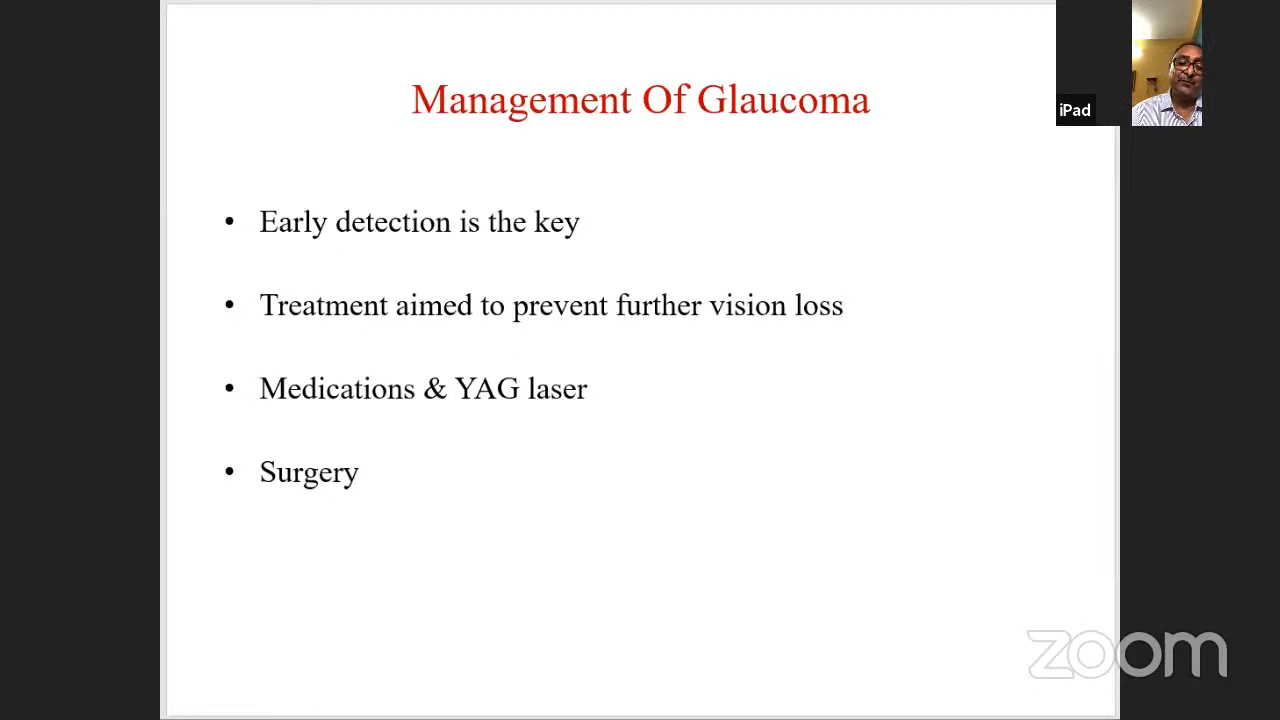 Management Of Glaucoma
iPad
• Early detection is the key
• Treatment aimed to prevent further vision loss
• Medications & YAG laser
• Surgery
zoom